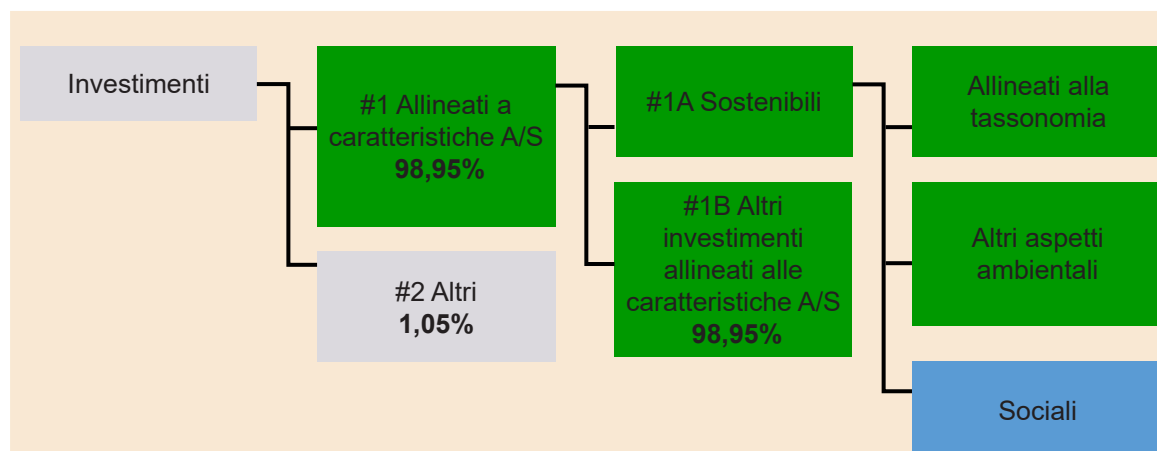 Investimenti
#1 Allineati a
caratteristiche A/S
98,95%
#2 Altri
1,05%
#1A Sostenibili
#1B Altri
investimenti
allineati alle
caratteristiche A/S
98,95%
Allineati alla
tassonomia
Altri aspetti
ambientali
Sociali